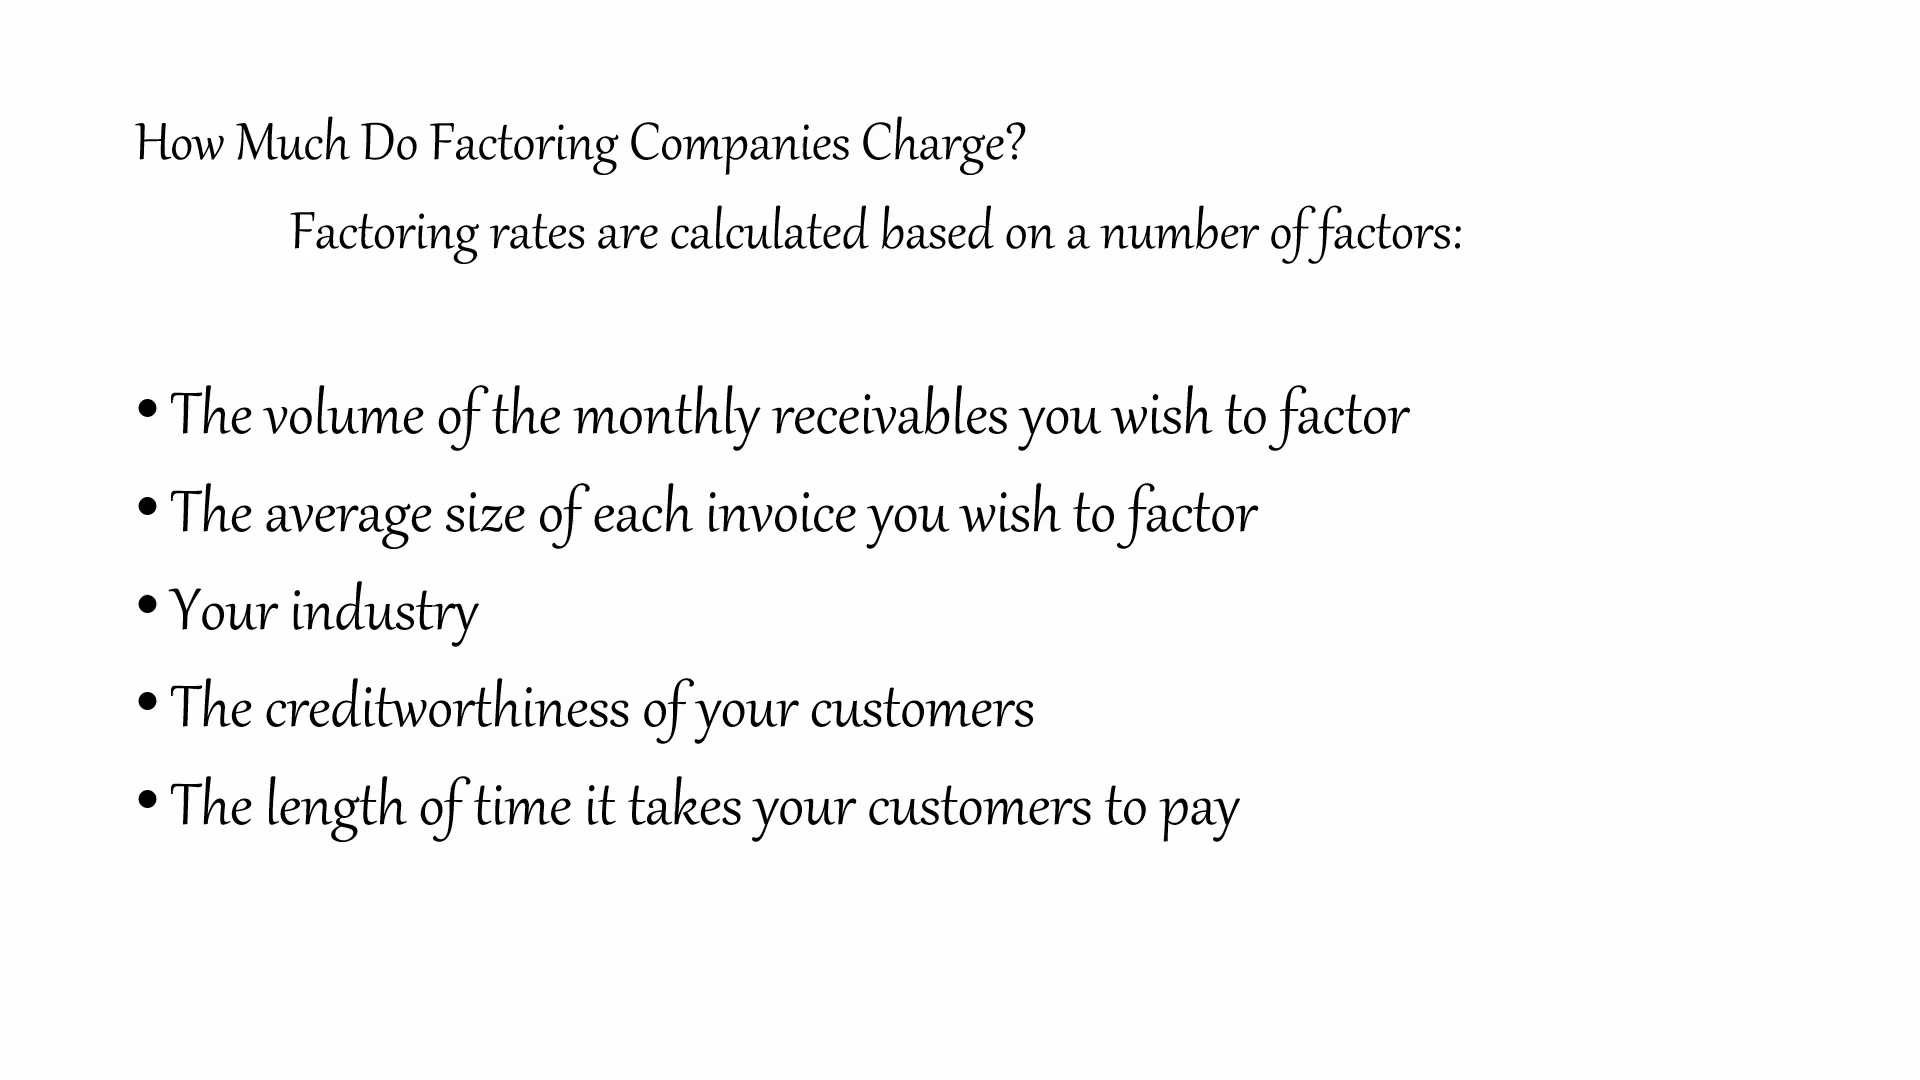 How Much Do Factoring Companies Charge?
Factoring rates are calculated based on a number of factors:
• The volume of the monthly receivables you wish to factor
• The average size of each invoice you wish to factor
• Your industry
• The creditworthiness of your customers
• The length of time it takes your customers to pay